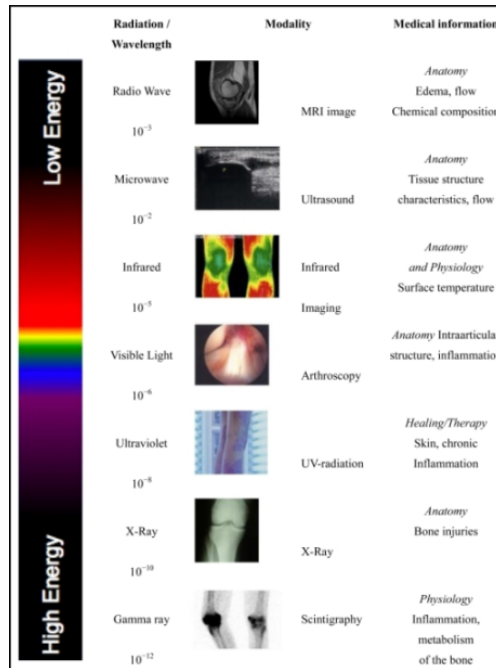 Radiation /
Wavelength
Modality
Medical information
Low Energy
High Energy
Radio Wave
10⁻³
MRI image
Anatomy
Edema, flow
Chemical composition
Microwave
10⁻²
Ultrasound
Anatomy
Tissue structure
characteristics, flow
Infrared
10⁻⁵
Infrared
Imaging
Anatomy
and Physiology
Surface temperature
Visible Light
10⁻⁶
Arthroscopy
Anatomy Intraarticula
structure, inflammation
Ultraviolet
10⁻⁸
UV-radiation
Healing/Therapy
Skin, chronic
Inflammation
X-Ray
10⁻¹⁰
X-Ray
Anatomy
Bone injuries
Gamma ray
10⁻¹²
Scintigraphy
Physiology
Inflammation,
metabolism
of the bone